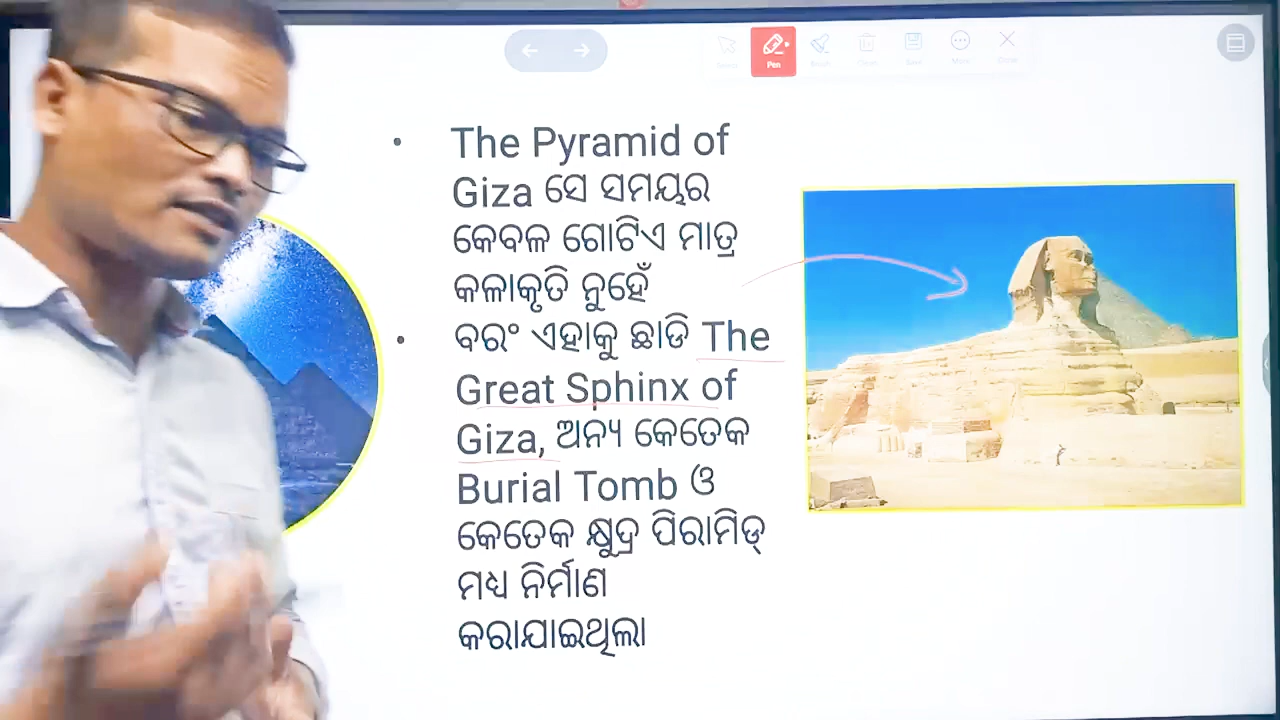 Pen
• The Pyramid of
Giza ସେ ସମୟର
କେବଳ ଗୋଟିଏ ମାତ୍ର
କଳାକୃତି ନୁହେଁ
• ବରଂ ଏହାକୁ ଛାଡି The
Great Sphinx of
Giza, ଅନ୍ୟ କେତେକ
Burial Tomb ଓ
କେତେକ କ୍ଷୁଦ୍ର ପିରାମିଡ୍
ମଧ୍ୟ ନିର୍ମାଣ
କରାଯାଇଥିଲା